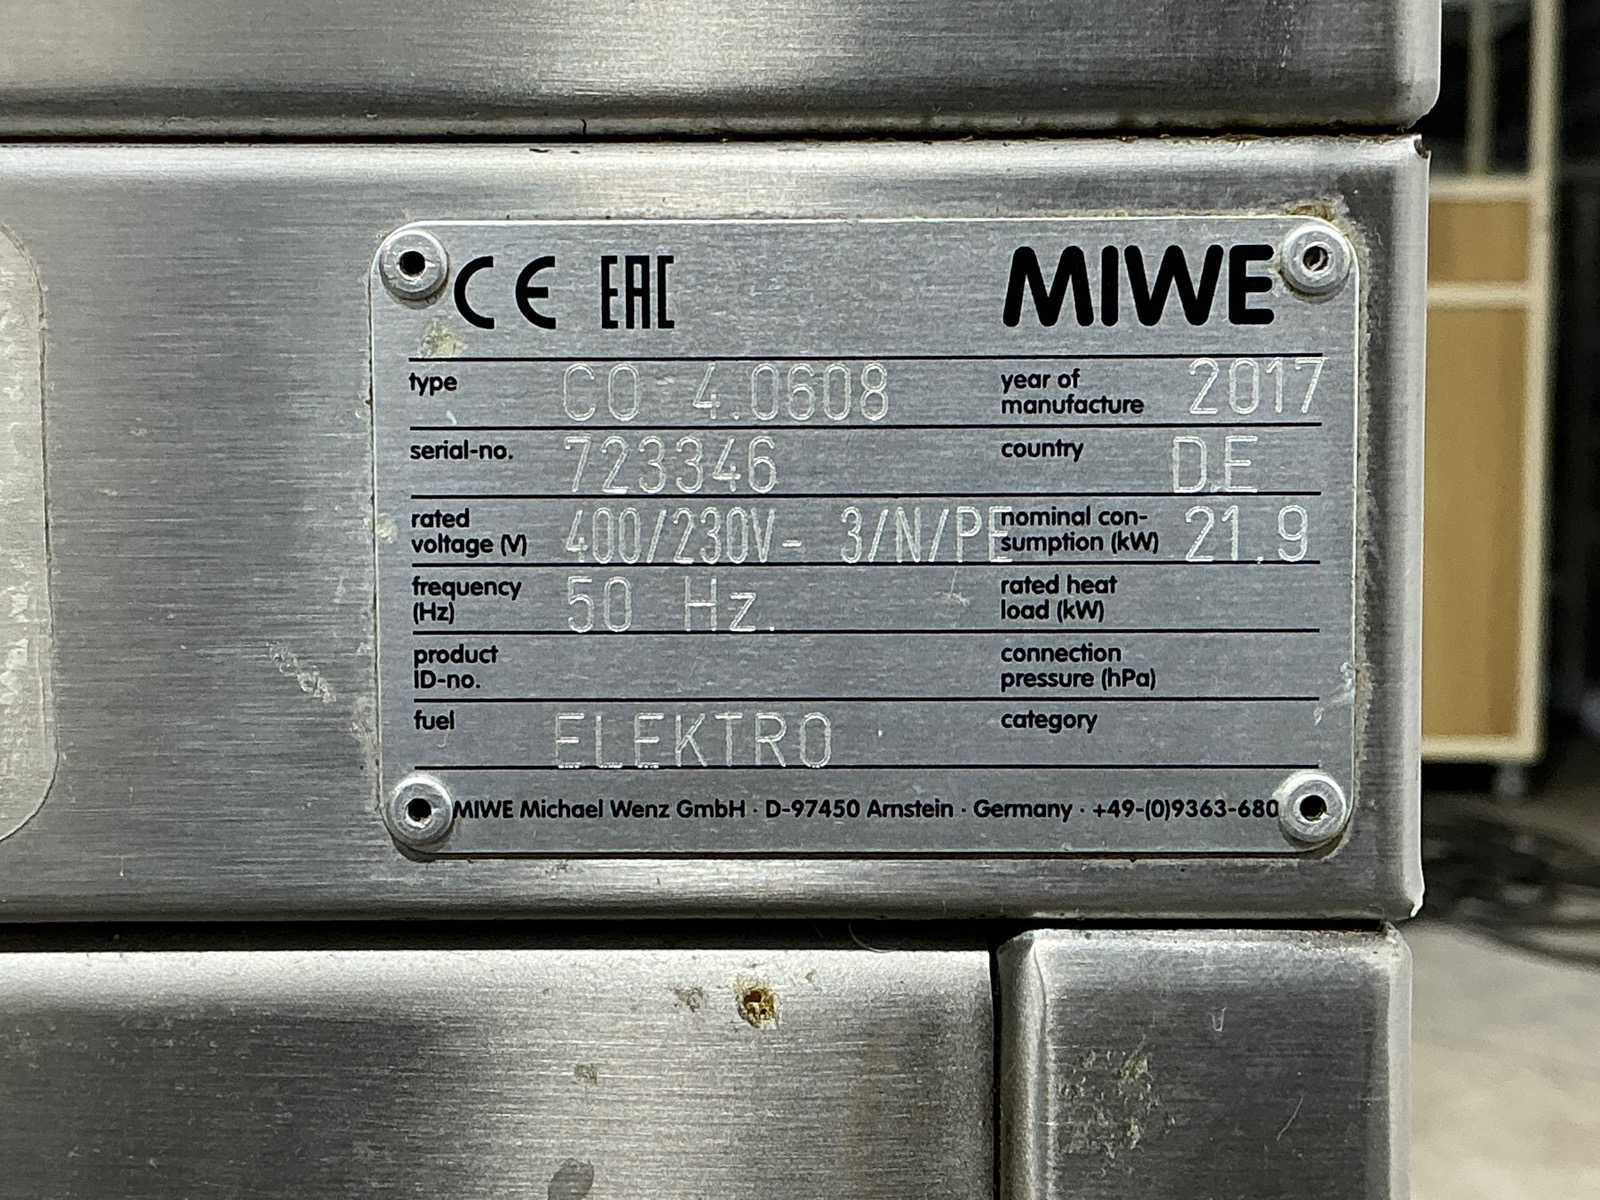 CE EAC MIWE
type CO 4.0608 year of manufacture 2017
serial-no. 723346 country D.E
rated voltage (V) 400/230V- 3/N/PE nominal con-sumption (kW) 21.9
frequency (Hz) 50 Hz. rated heat load (kW)
product ID-no. connection pressure (hPa)
fuel ELEKTRO category
MIWE Michael Wenz GmbH · D-97450 Arnstein · Germany · +49-(0)9363-680